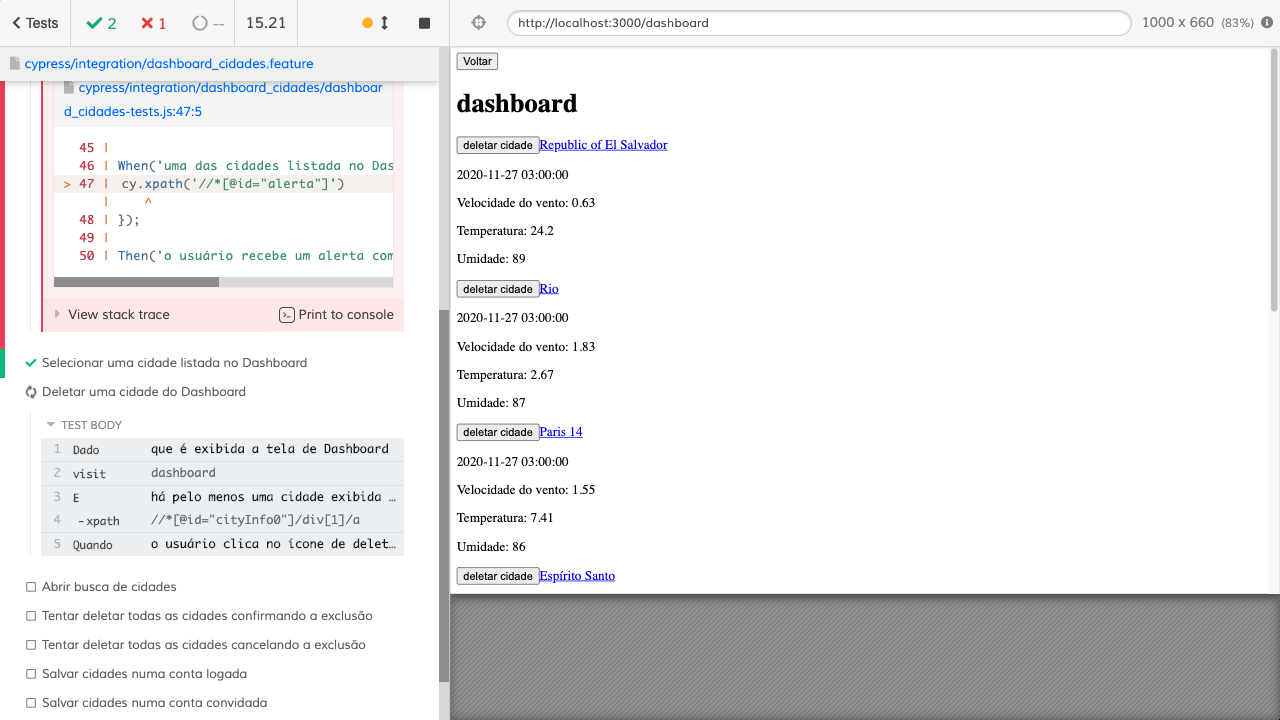 Tests
2
1
--
15.21
http://localhost:3000/dashboard
1000 x 660 (83%)
cypress/integration/dashboard_cidades.feature
cypress/integration/dashboard_cidades/dashboar
d_cidades-tests.js:47:5
45 |
46 | When('uma das cidades listada no Das
> 47 | cy.xpath('//*[@id="alerta"]')
| ^
48 | });
49 |
50 | Then('o usuário recebe um alerta com
View stack trace
Print to console
Selecionar uma cidade listada no Dashboard
Deletar uma cidade do Dashboard
TEST BODY
1 Dado que é exibida a tela de Dashboard
2 visit dashboard
3 E há pelo menos uma cidade exibida …
4 -xpath //*[@id="cityInfo0"]/div[1]/a
5 Quando o usuário clica no ícone de delet…
Abrir busca de cidades
Tentar deletar todas as cidades confirmando a exclusão
Tentar deletar todas as cidades cancelando a exclusão
Salvar cidades numa conta logada
Salvar cidades numa conta convidada
Voltar
dashboard
deletar cidade Republic of El Salvador
2020-11-27 03:00:00
Velocidade do vento: 0.63
Temperatura: 24.2
Umidade: 89
deletar cidade Rio
2020-11-27 03:00:00
Velocidade do vento: 1.83
Temperatura: 2.67
Umidade: 87
deletar cidade Paris 14
2020-11-27 03:00:00
Velocidade do vento: 1.55
Temperatura: 7.41
Umidade: 86
deletar cidade Espírito Santo